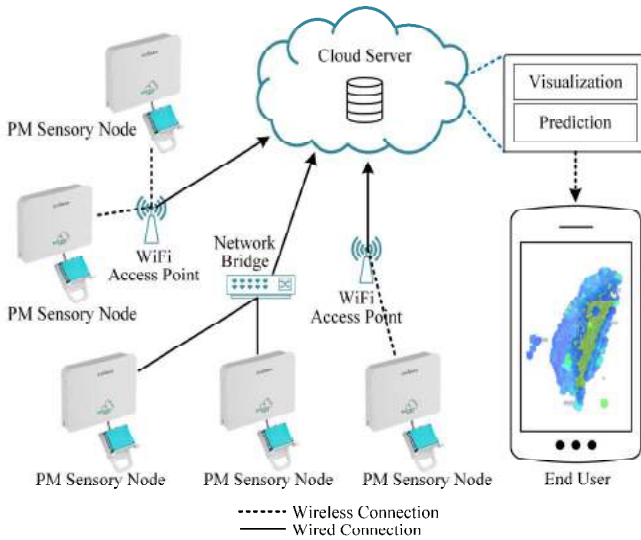 Cloud Server
Visualization
Prediction
PM Sensory Node
WiFi
Access Point
PM Sensory Node
Network
Bridge
WiFi
Access Point
PM Sensory Node
PM Sensory Node
PM Sensory Node
End User
Wireless Connection
Wired Connection